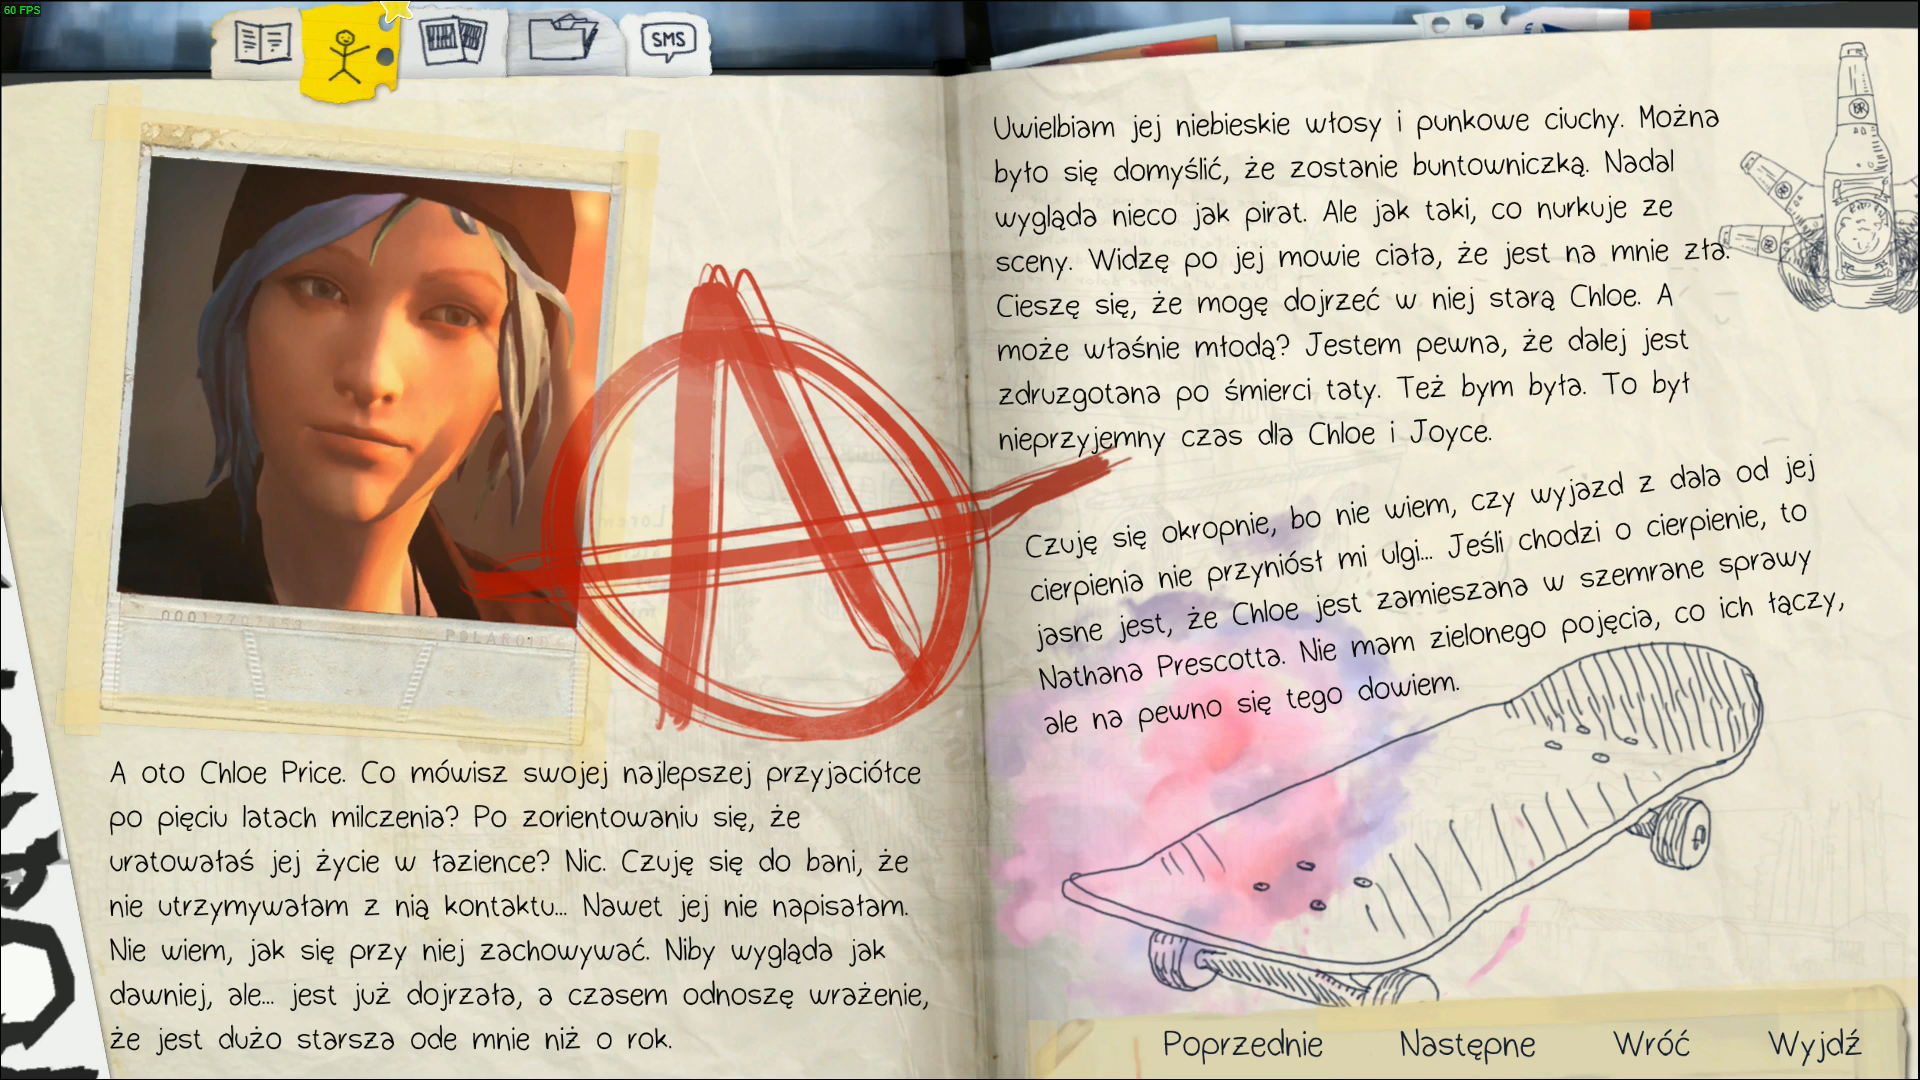 60 FPS
SMS
POLAROID
A oto Chloe Price. Co mówisz swojej najlepszej przyjaciółce
po pięciu latach milczenia? Po zorientowaniu się, że
uratowałaś jej życie w łazience? Nic. Czuję się do bani, że
nie utrzymywałam z nią kontaktu... Nawet jej nie napisałam.
Nie wiem, jak się przy niej zachowywać. Niby wygląda jak
dawniej, ale... jest już dojrzała, a czasem odnoszę wrażenie,
że jest dużo starsza ode mnie niż o rok.
Uwielbiam jej niebieskie włosy i punkowe ciuchy. Można
było się domyślić, że zostanie buntowniczką. Nadal
wygląda nieco jak pirat. Ale jak taki, co nurkuje ze
sceny. Widzę po jej mowie ciała, że jest na mnie zła.
Cieszę się, że mogę dojrzeć w niej starą Chloe. A
może właśnie młodą? Jestem pewna, że dalej jest
zdruzgotana po śmierci taty. Też bym była. To był
nieprzyjemny czas dla Chloe i Joyce.
Czuję się okropnie, bo nie wiem, czy wyjazd z dala od jej
cierpienia nie przyniósł mi ulgi... Jeśli chodzi o cierpienie, to
jasne jest, że Chloe jest zamieszana w szemrane sprawy
Nathana Prescotta. Nie mam zielonego pojęcia, co ich łączy,
ale na pewno się tego dowiem.
Poprzednie Następne Wróć Wyjdź